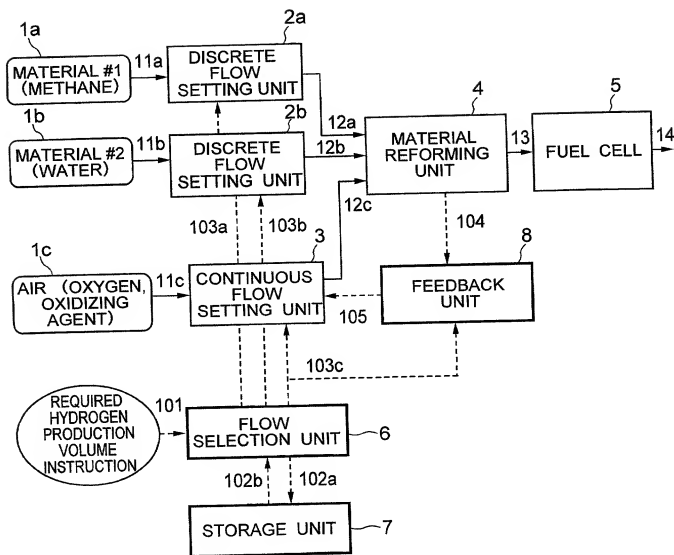 1a
MATERIAL #1
(METHANE)
11a
2a
DISCRETE
FLOW
SETTING UNIT
12a
1b
MATERIAL #2
(WATER)
11b
2b
DISCRETE
FLOW
SETTING UNIT
12b
4
MATERIAL
REFORMING
UNIT
13
5
FUEL CELL
14
103a
103b
12c
104
1c
AIR (OXYGEN,
OXIDIZING
AGENT)
11c
3
CONTINUOUS
FLOW
SETTING UNIT
105
8
FEEDBACK
UNIT
103c
REQUIRED
HYDROGEN
PRODUCTION
VOLUME
INSTRUCTION
101
FLOW
SELECTION UNIT
6
102b
102a
STORAGE UNIT
7